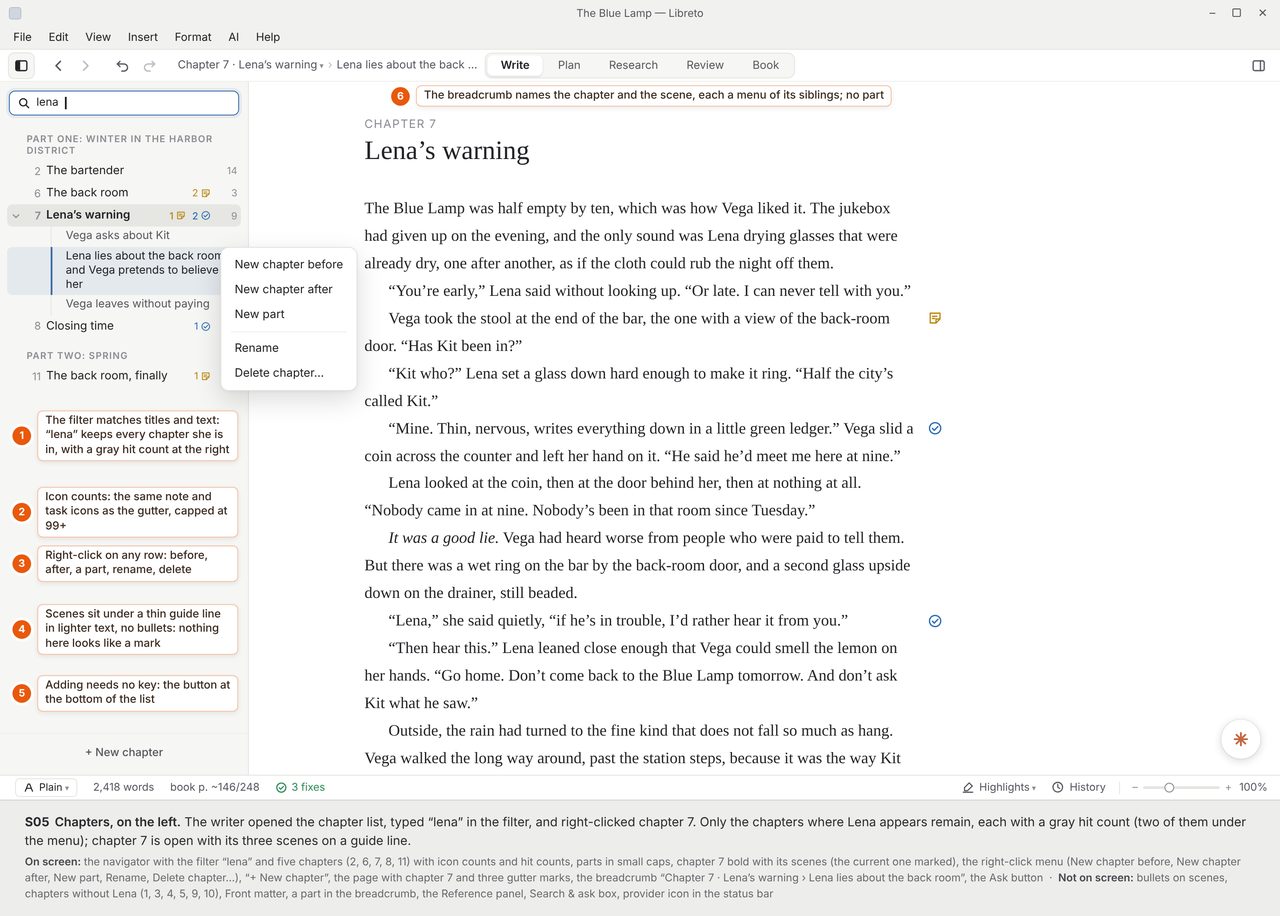 The Blue Lamp — Libreto
File Edit View Insert Format AI Help
Chapter 7 · Lena’s warning › Lena lies about the back ... Write Plan Research Review Book
lena
6 The breadcrumb names the chapter and the scene, each a menu of its siblings; no part
PART ONE: WINTER IN THE HARBOR
DISTRICT
2 The bartender 14
6 The back room 2 3
7 Lena’s warning 1 2 9
Vega asks about Kit
Lena lies about the back room
and Vega pretends to believe
her
Vega leaves without paying
8 Closing time 1
PART TWO: SPRING
11 The back room, finally 1
New chapter before
New chapter after
New part
Rename
Delete chapter...
1 The filter matches titles and text:
“lena” keeps every chapter she is
in, with a gray hit count at the right
2 Icon counts: the same note and
task icons as the gutter, capped at
99+
3 Right-click on any row: before,
after, a part, rename, delete
4 Scenes sit under a thin guide line
in lighter text, no bullets: nothing
here looks like a mark
5 Adding needs no key: the button at
the bottom of the list
+ New chapter
CHAPTER 7
Lena’s warning
The Blue Lamp was half empty by ten, which was how Vega liked it. The jukebox
had given up on the evening, and the only sound was Lena drying glasses that were
already dry, one after another, as if the cloth could rub the night off them.
“You’re early,” Lena said without looking up. “Or late. I can never tell with you.”
Vega took the stool at the end of the bar, the one with a view of the back-room
door. “Has Kit been in?”
“Kit who?” Lena set a glass down hard enough to make it ring. “Half the city’s
called Kit.”
“Mine. Thin, nervous, writes everything down in a little green ledger.” Vega slid a
coin across the counter and left her hand on it. “He said he’d meet me here at nine.”
Lena looked at the coin, then at the door behind her, then at nothing at all.
“Nobody came in at nine. Nobody’s been in that room since Tuesday.”
It was a good lie. Vega had heard worse from people who were paid to tell them.
But there was a wet ring on the bar by the back-room door, and a second glass upside
down on the drainer, still beaded.
“Lena,” she said quietly, “if he’s in trouble, I’d rather hear it from you.”
“Then hear this.” Lena leaned close enough that Vega could smell the lemon on
her hands. “Go home. Don’t come back to the Blue Lamp tomorrow. And don’t ask
Kit what he saw.”
Outside, the rain had turned to the fine kind that does not fall so much as hang.
Vega walked the long way around, past the station steps, because it was the way Kit
A Plain 2,418 words book p. ~146/248 3 fixes Highlights History − + 100%
S05 Chapters, on the left. The writer opened the chapter list, typed “lena” in the filter, and right-clicked chapter 7. Only the chapters where Lena appears remain, each with a gray hit count (two of them under
the menu); chapter 7 is open with its three scenes on a guide line.
On screen: the navigator with the filter “lena” and five chapters (2, 6, 7, 8, 11) with icon counts and hit counts, parts in small caps, chapter 7 bold with its scenes (the current one marked), the right-click menu (New chapter before, New chapter
after, New part, Rename, Delete chapter...), “+ New chapter”, the page with chapter 7 and three gutter marks, the breadcrumb “Chapter 7 · Lena’s warning › Lena lies about the back room”, the Ask button · Not on screen: bullets on scenes,
chapters without Lena (1, 3, 4, 5, 9, 10), Front matter, a part in the breadcrumb, the Reference panel, Search & ask box, provider icon in the status bar